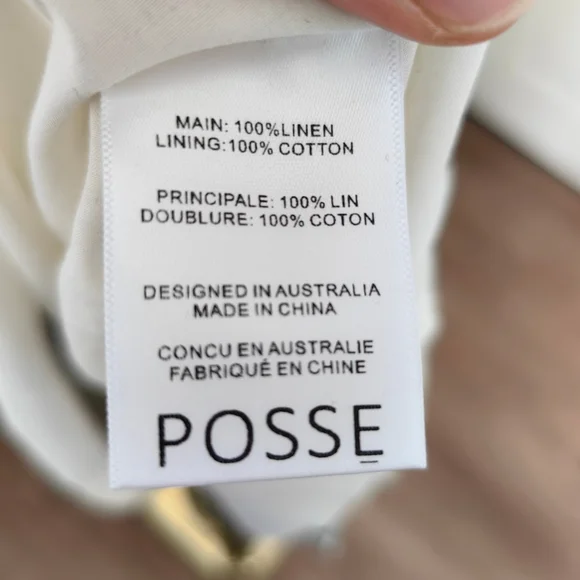 MAIN: 100%LINEN
LINING:100% COTTON
PRINCIPALE: 100% LIN
DOUBLURE: 100% COTON
DESIGNED IN AUSTRALIA
MADE IN CHINA
CONCU EN AUSTRALIE
FABRIQUÉ EN CHINE
POSSE